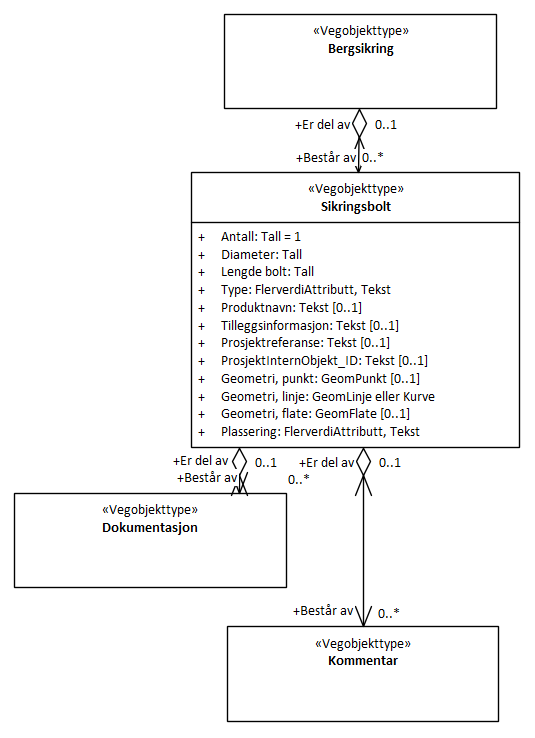 «Vegobjekttype»
Bergsikring
+Er del av 0..1
+Består av 0..*
«Vegobjekttype»
Sikringsbolt
+ Antall: Tall = 1
+ Diameter: Tall
+ Lengde bolt: Tall
+ Type: FlerverdiAttributt, Tekst
+ Produktnavn: Tekst [0..1]
+ Tilleggsinformasjon: Tekst [0..1]
+ Prosjektreferanse: Tekst [0..1]
+ ProsjektInternObjekt_ID: Tekst [0..1]
+ Geometri, punkt: GeomPunkt [0..1]
+ Geometri, linje: GeomLinje eller Kurve
+ Geometri, flate: GeomFlate [0..1]
+ Plassering: FlerverdiAttributt, Tekst
+Er del av 0..1 +Er del av 0..1
+Består av 0..*
«Vegobjekttype»
Dokumentasjon
+Består av 0..*
«Vegobjekttype»
Kommentar